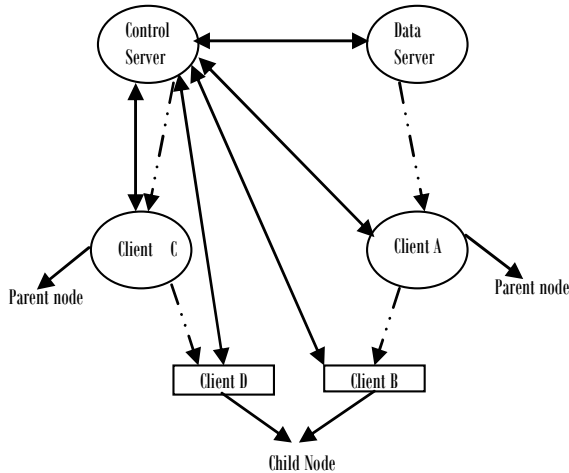 Control
Server
Data
Server
Client C
Client A
Parent node
Parent node
Client D
Client B
Child Node